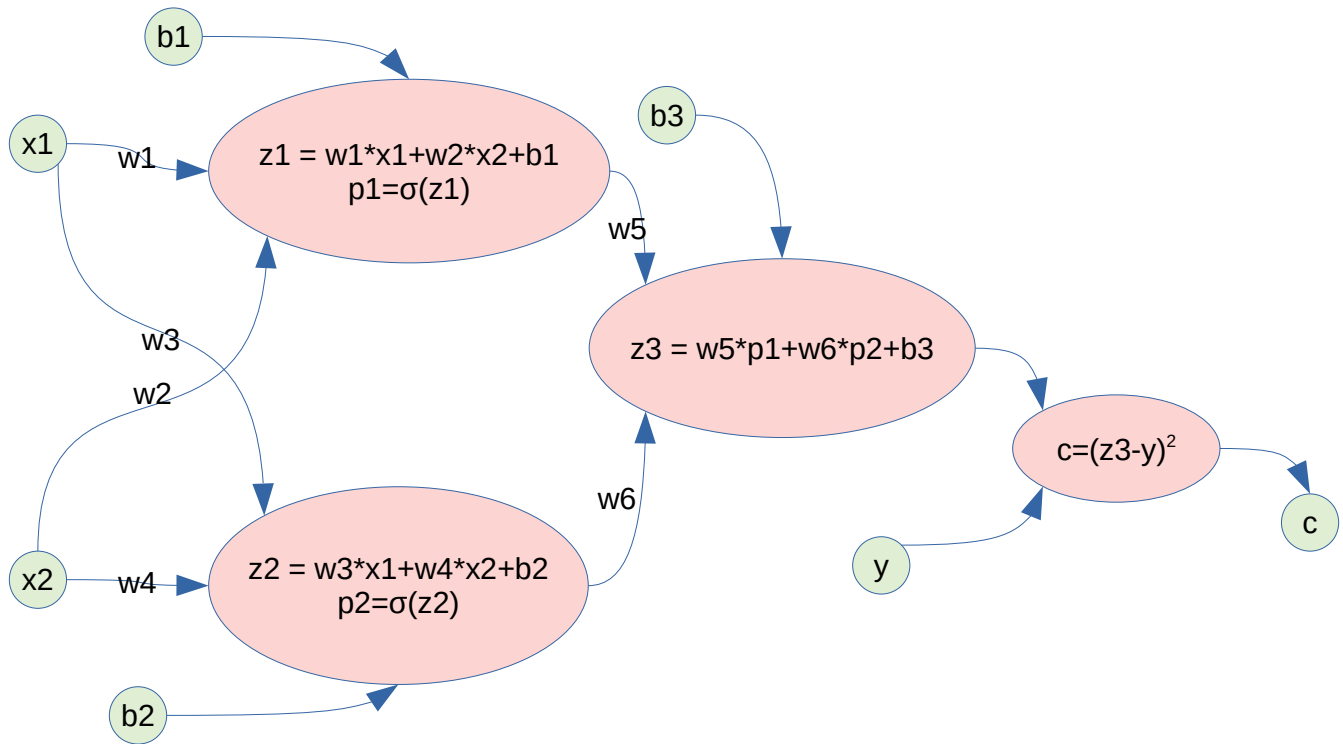 b1
x1
w1
z1 = w1*x1+w2*x2+b1
p1=σ(z1)
b3
w5
w3
w2
z3 = w5*p1+w6*p2+b3
c=(z3-y)²
w6
c
x2
w4
z2 = w3*x1+w4*x2+b2
p2=σ(z2)
y
b2